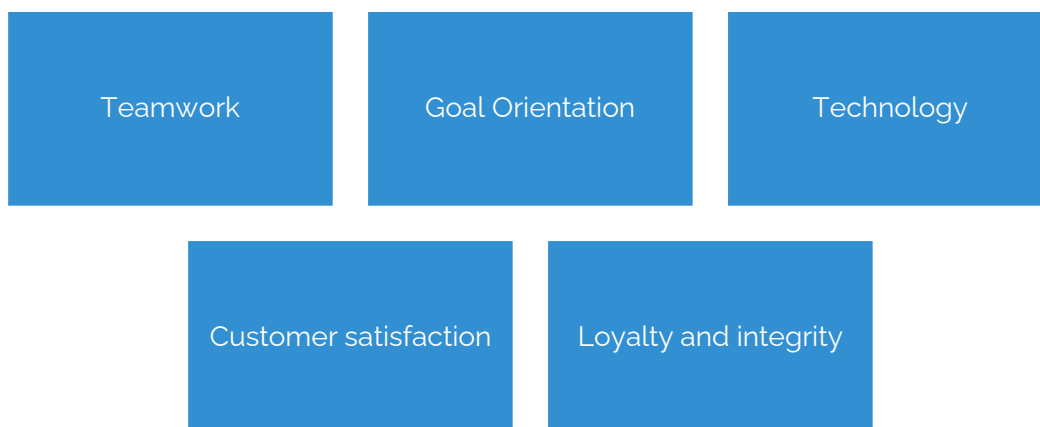 Teamwork
Goal Orientation
Technology
Customer satisfaction
Loyalty and integrity